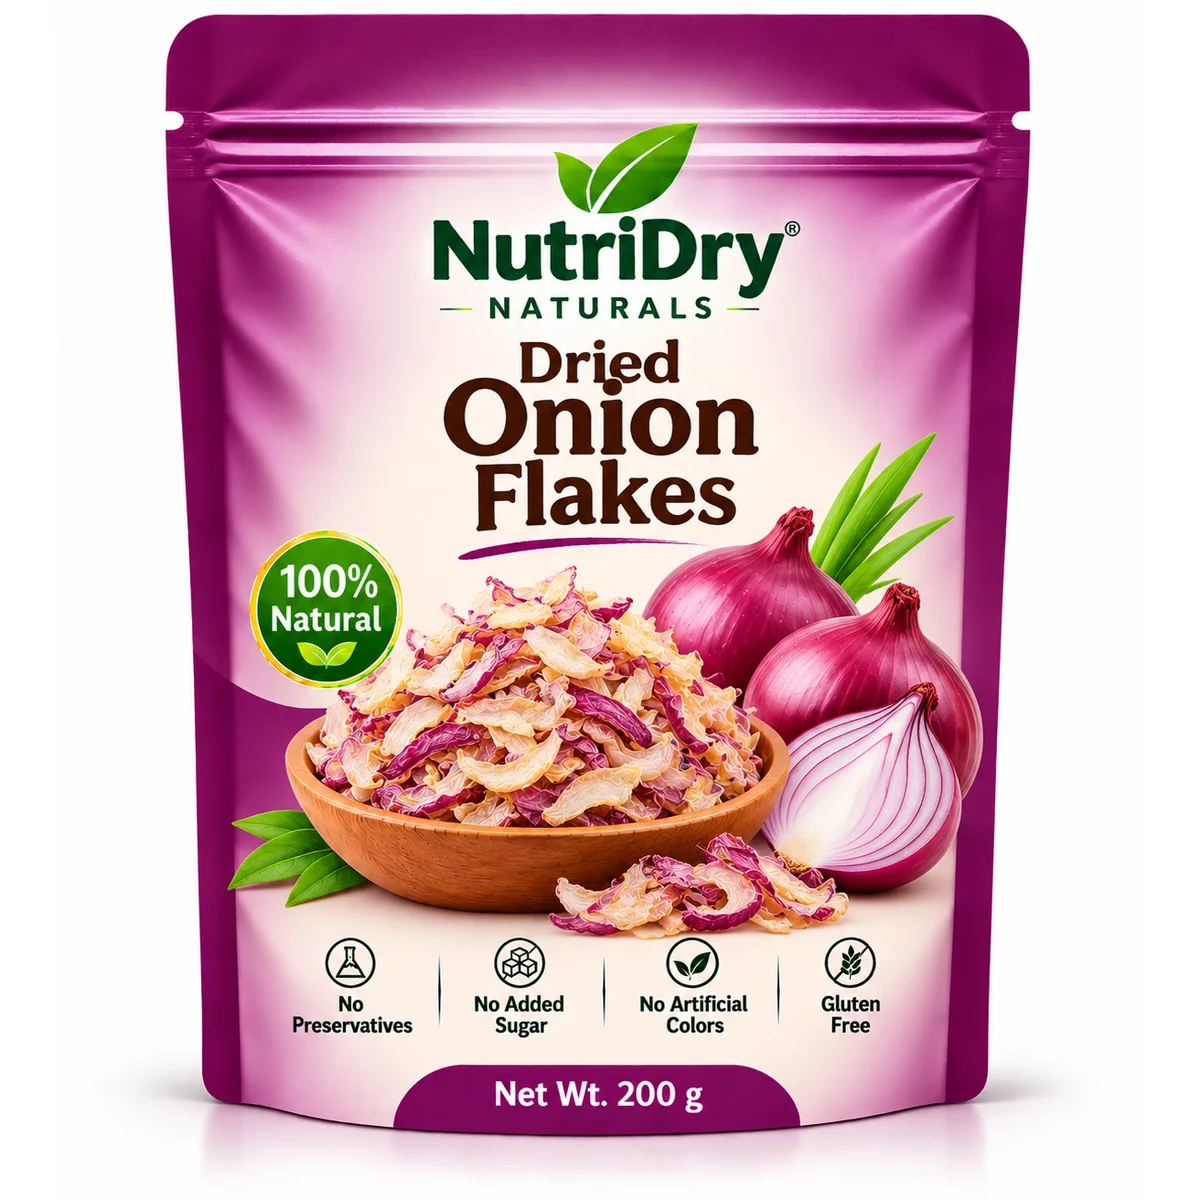 NutriDry®
NATURALS
Dried
Onion
Flakes
100%
Natural
No
Preservatives
No Added
Sugar
No Artificial
Colors
Gluten
Free
Net Wt. 200 g